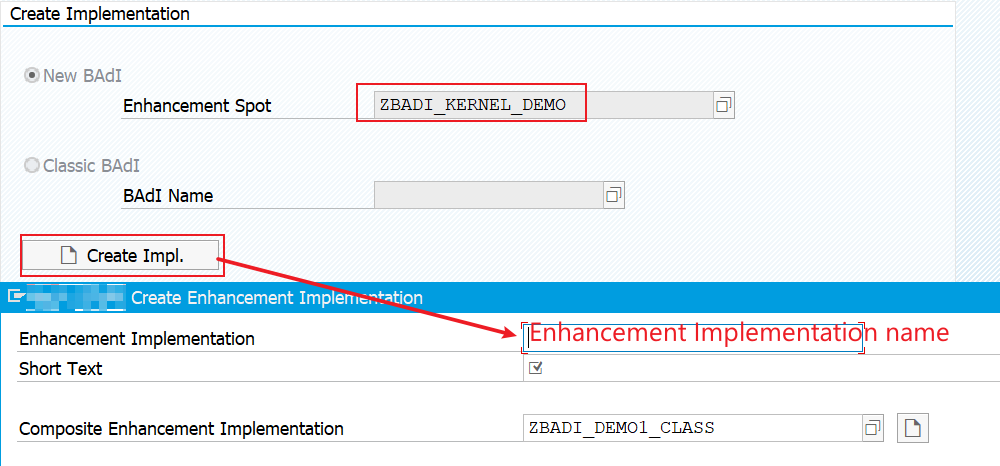 Create Implementation
New BAdI
Enhancement Spot ZBADI_KERNEL_DEMO
Classic BAdI
BAdI Name
Create Impl.
Create Enhancement Implementation
Enhancement Implementation Enhancement Implementation name
Short Text
Composite Enhancement Implementation ZBADI_DEMO1_CLASS